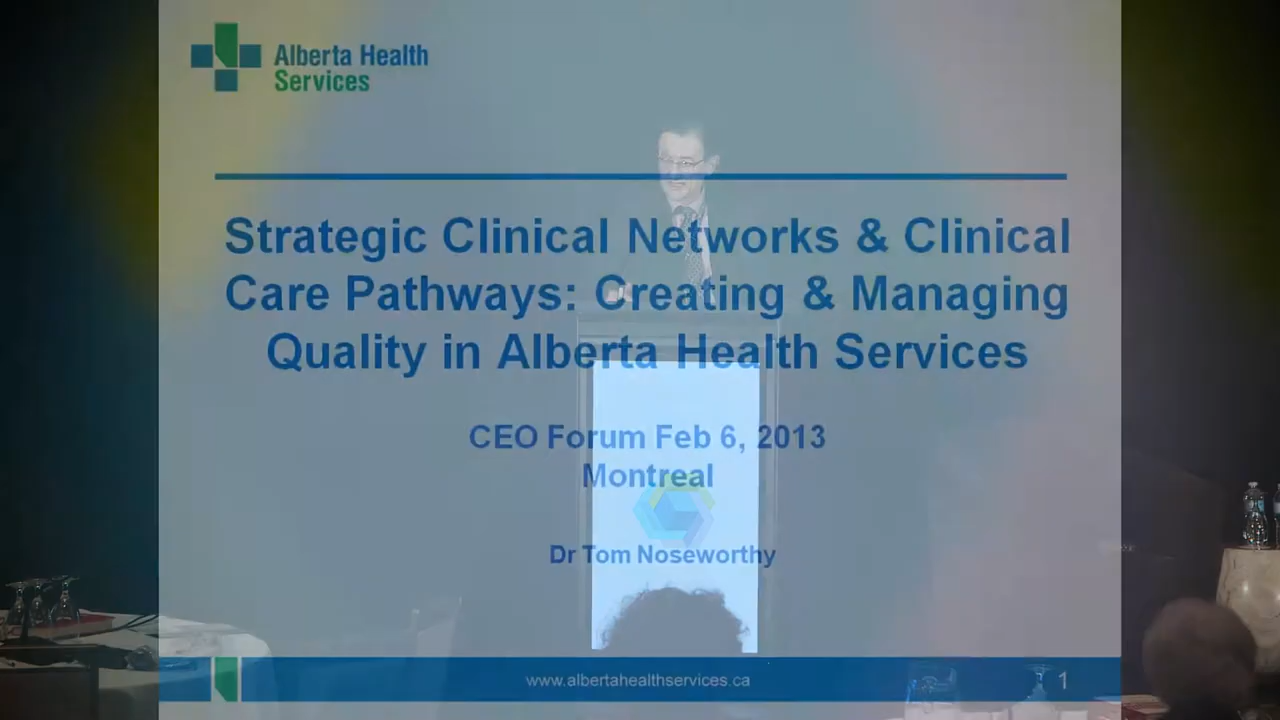 Alberta Health
Services
Strategic Clinical Networks & Clinical
Care Pathways: Creating & Managing
Quality in Alberta Health Services
CEO Forum Feb 6, 2013
Montreal
Dr Tom Noseworthy
www.albertahealthservices.ca
1